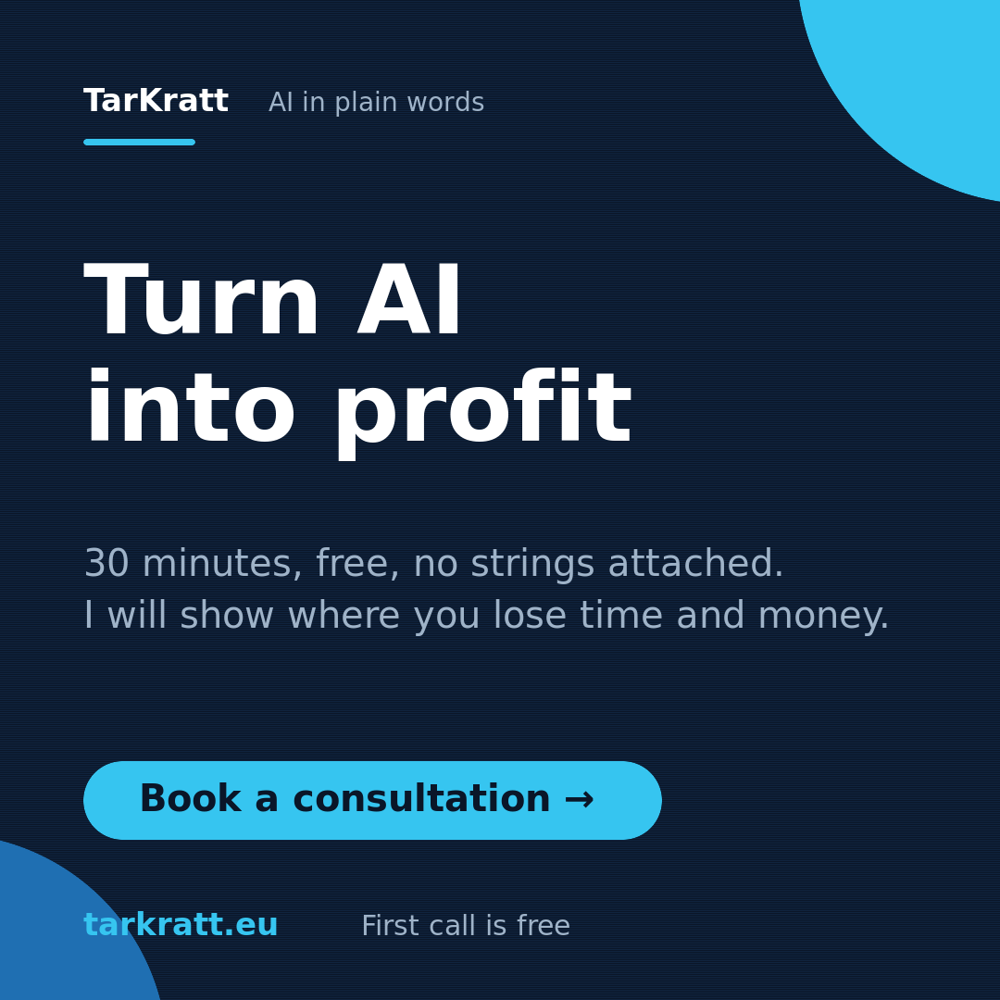 TarKratt AI in plain words
Turn AI
into profit
30 minutes, free, no strings attached.
I will show where you lose time and money.
Book a consultation →
tarkratt.eu First call is free